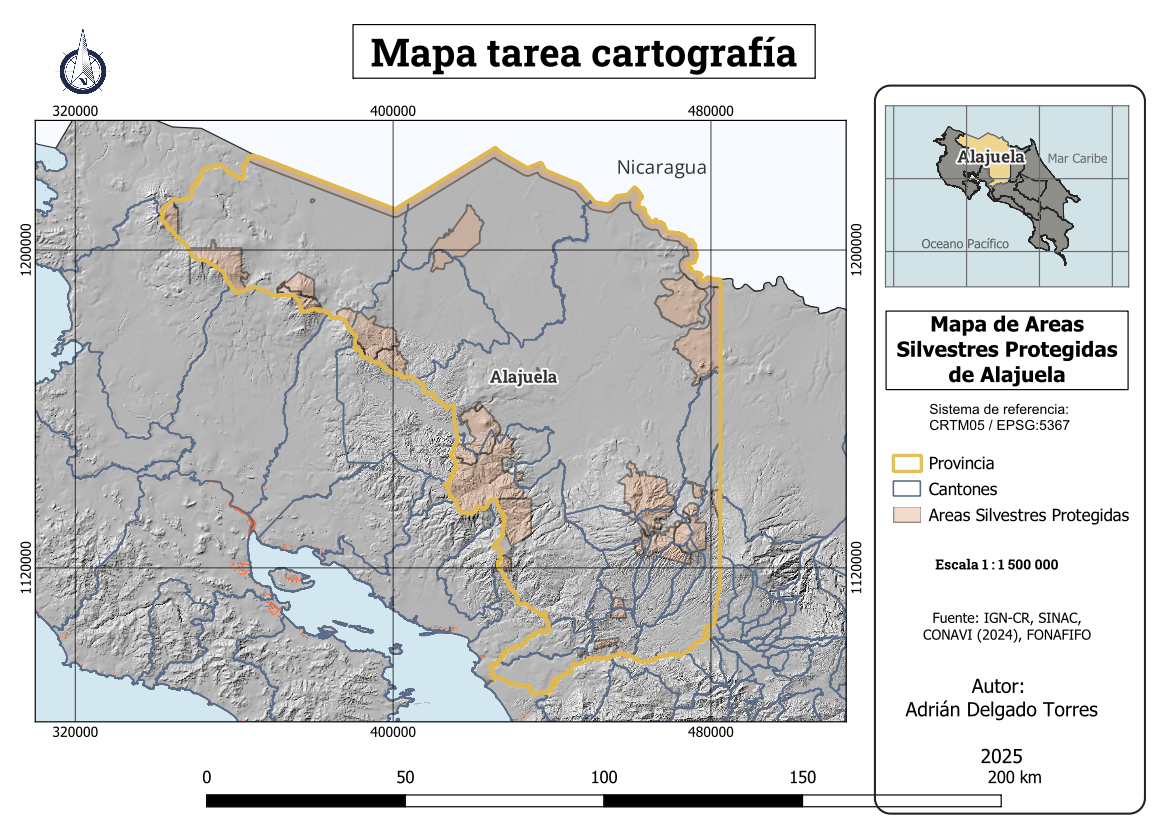 Mapa tarea cartografía
320000
400000
480000
Nicaragua
1200000
1200000
Alajuela
1120000
1120000
320000
400000
480000
0
50
100
150
200 km
Alajuela
Mar Caribe
Oceano Pacífico
Mapa de Areas
Silvestres Protegidas
de Alajuela
Sistema de referencia:
CRTM05 / EPSG:5367
Provincia
Cantones
Areas Silvestres Protegidas
Escala 1 : 1 500 000
Fuente: IGN-CR, SINAC,
CONAVI (2024), FONAFIFO
Autor:
Adrián Delgado Torres
2025